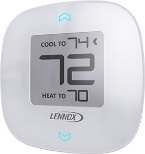 COOL TO 74
72
HEAT TO 70
LENNOX